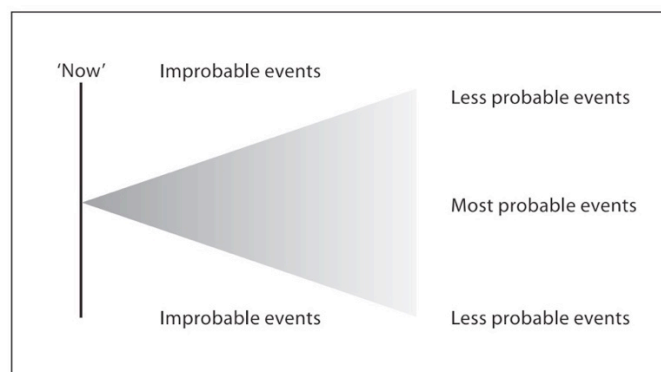 ‘Now’
Improbable events
Less probable events
Most probable events
Improbable events
Less probable events